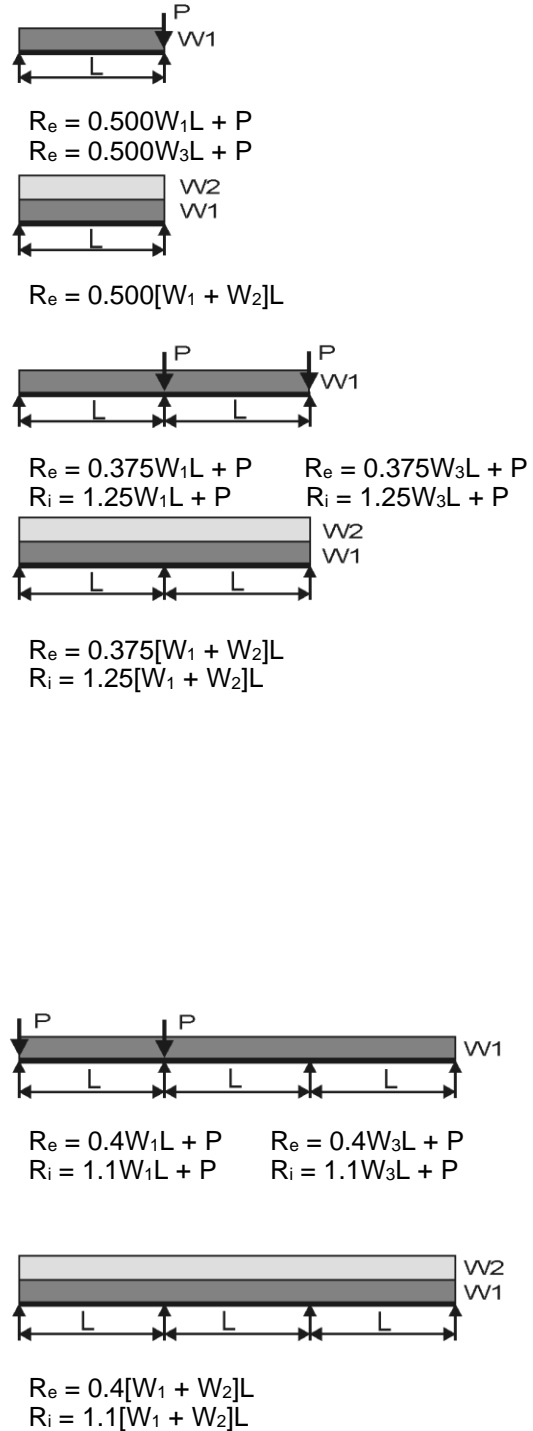 P
W1
L
Rₑ = 0.500W₁L + P
Rₑ = 0.500W₃L + P
W2
W1
L
Rₑ = 0.500[W₁ + W₂]L
P P
W1
L L
Rₑ = 0.375W₁L + P Rₑ = 0.375W₃L + P
Rᵢ = 1.25W₁L + P Rᵢ = 1.25W₃L + P
W2
W1
L L
Rₑ = 0.375[W₁ + W₂]L
Rᵢ = 1.25[W₁ + W₂]L
P P
W1
L L L
Rₑ = 0.4W₁L + P Rₑ = 0.4W₃L + P
Rᵢ = 1.1W₁L + P Rᵢ = 1.1W₃L + P
W2
W1
L L L
Rₑ = 0.4[W₁ + W₂]L
Rᵢ = 1.1[W₁ + W₂]L